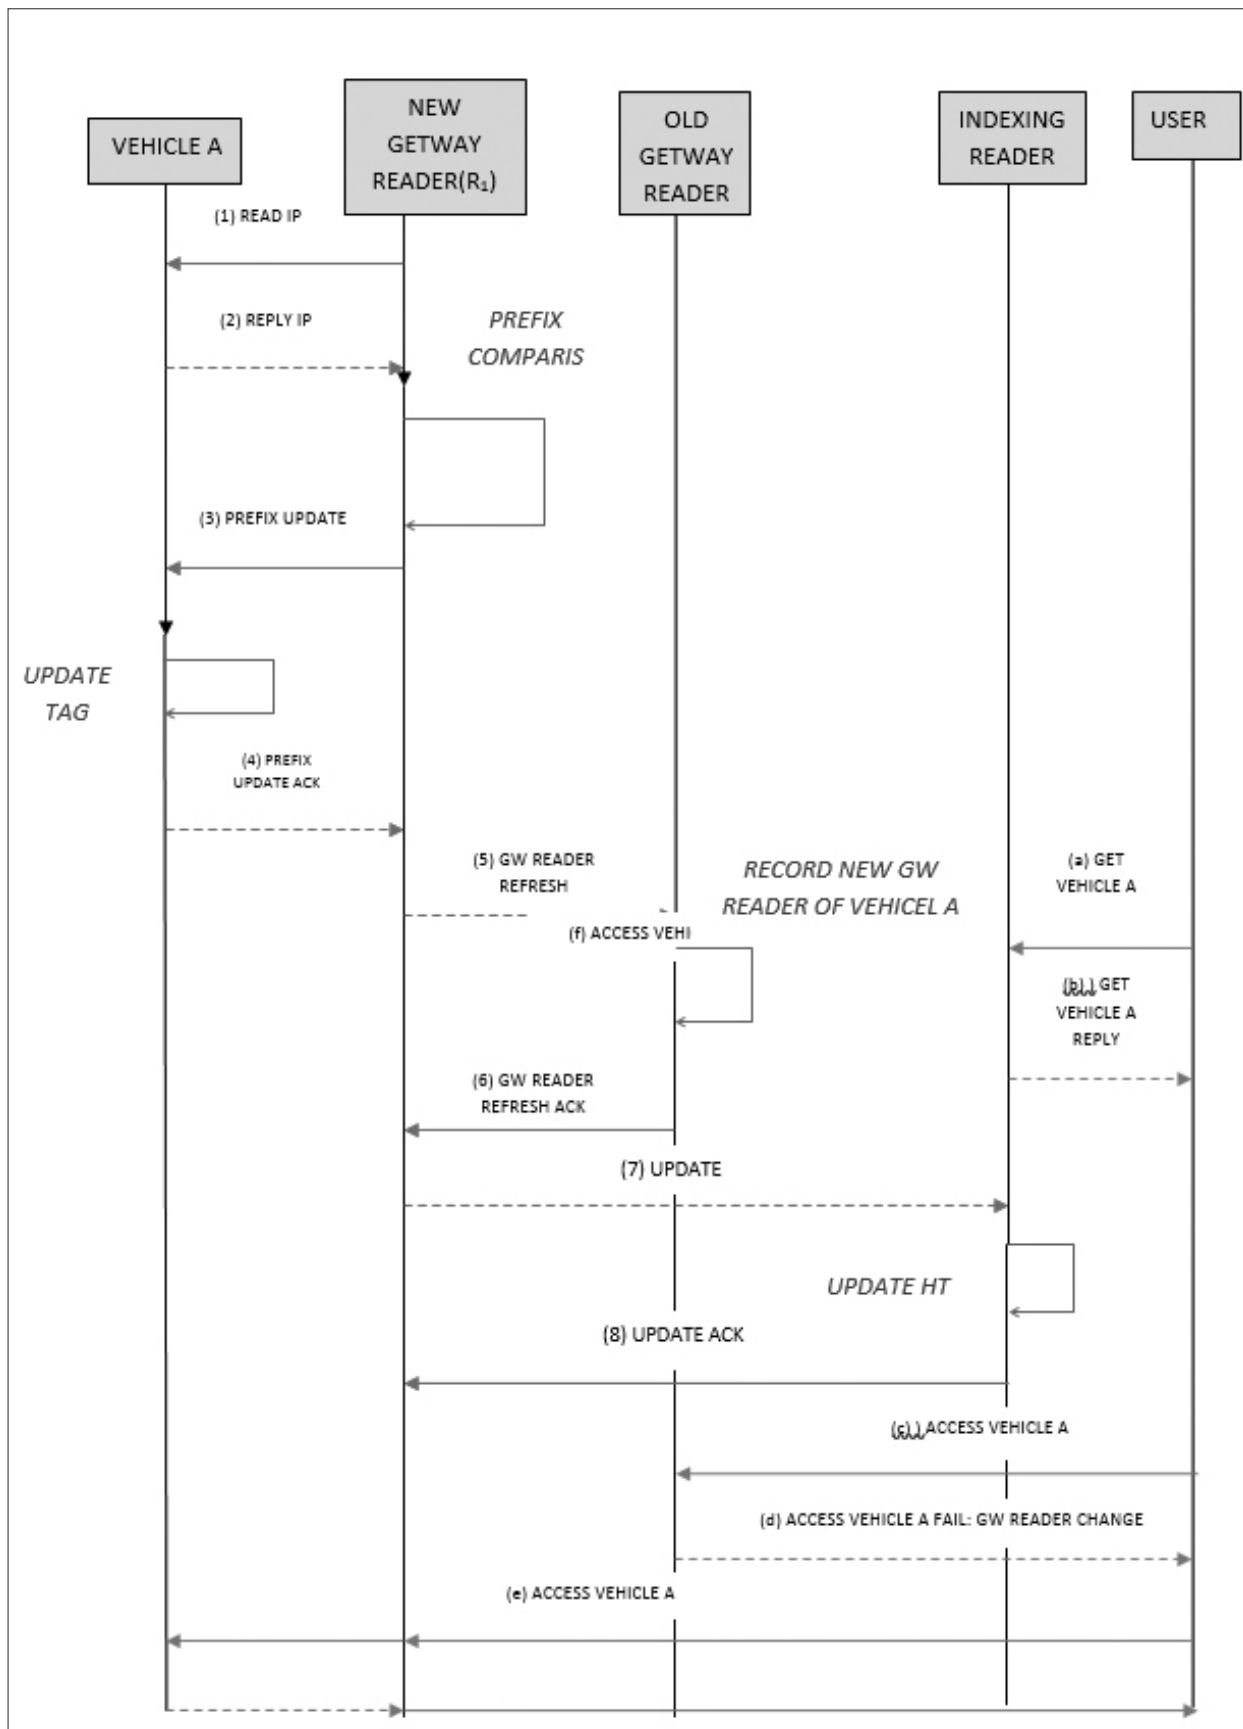 VEHICLE A
NEW
GETWAY
READER(R₁)
OLD
GETWAY
READER
INDEXING
READER
USER
(1) READ IP
(2) REPLY IP
PREFIX
COMPARIS
(3) PREFIX UPDATE
UPDATE
TAG
(4) PREFIX
UPDATE ACK
(5) GW READER
REFRESH
RECORD NEW GW
READER OF VEHICEL A
(a) GET
VEHICLE A
(f) ACCESS VEHI
(b) ) GET
VEHICLE A
REPLY
(6) GW READER
REFRESH ACK
(7) UPDATE
UPDATE HT
(8) UPDATE ACK
(c) ) ACCESS VEHICLE A
(d) ACCESS VEHICLE A FAIL: GW READER CHANGE
(e) ACCESS VEHICLE A